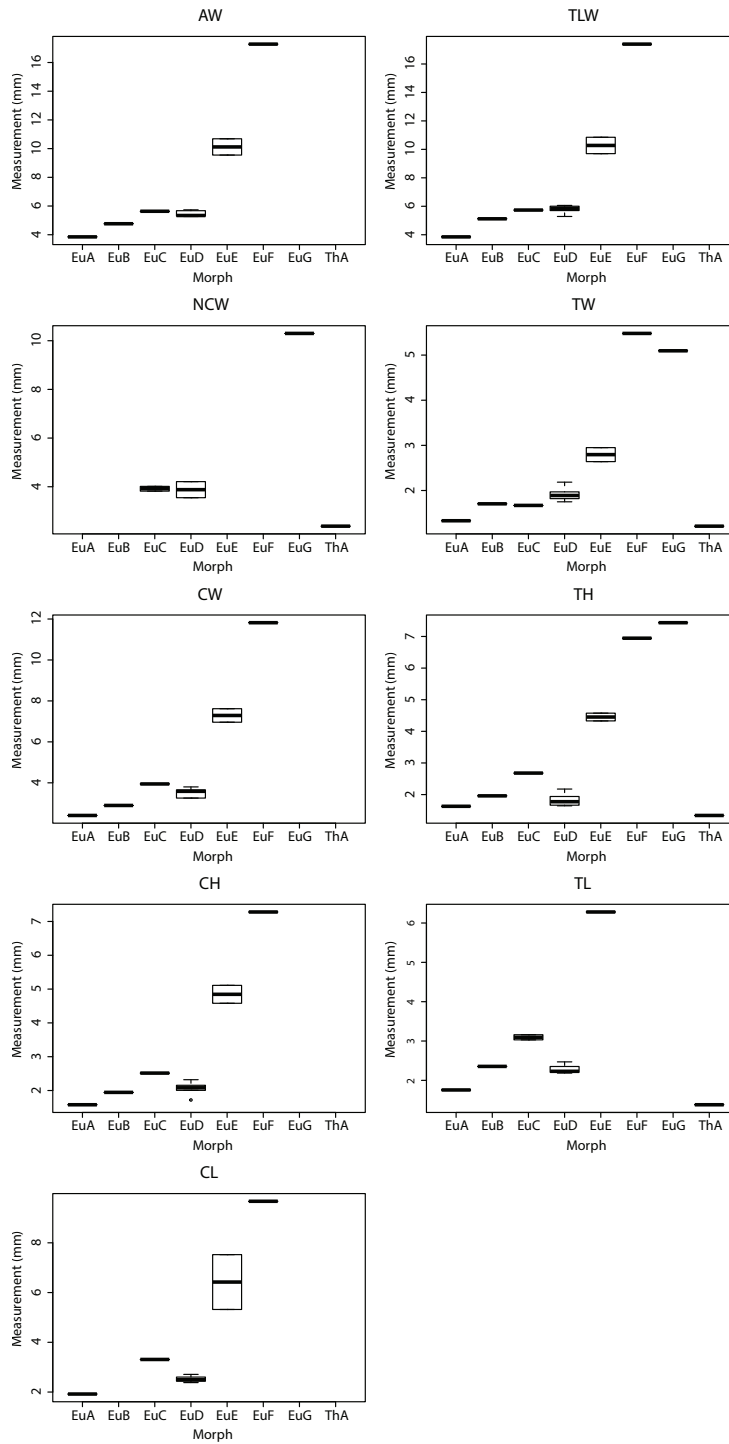 AW
Measurement (mm)
16
14
12
10
8
6
4
EuA EuB EuC EuD EuE EuF EuG ThA
Morph
TLW
Measurement (mm)
16
14
12
10
8
6
4
EuA EuB EuC EuD EuE EuF EuG ThA
Morph
NCW
Measurement (mm)
10
8
6
4
EuA EuB EuC EuD EuE EuF EuG ThA
Morph
TW
Measurement (mm)
5
4
3
2
EuA EuB EuC EuD EuE EuF EuG ThA
Morph
CW
Measurement (mm)
12
10
8
6
4
EuA EuB EuC EuD EuE EuF EuG ThA
Morph
TH
Measurement (mm)
7
6
5
4
3
2
EuA EuB EuC EuD EuE EuF EuG ThA
Morph
CH
Measurement (mm)
7
6
5
4
3
2
EuA EuB EuC EuD EuE EuF EuG ThA
Morph
TL
Measurement (mm)
6
5
4
3
2
EuA EuB EuC EuD EuE EuF EuG ThA
Morph
CL
Measurement (mm)
8
6
4
2
EuA EuB EuC EuD EuE EuF EuG ThA
Morph